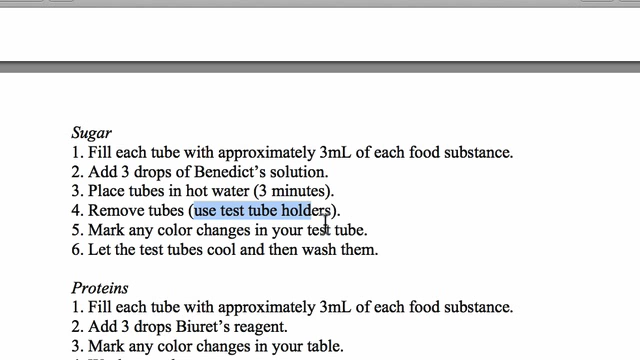 Sugar
1. Fill each tube with approximately 3mL of each food substance.
2. Add 3 drops of Benedict's solution.
3. Place tubes in hot water (3 minutes).
4. Remove tubes (use test tube holders).
5. Mark any color changes in your test tube.
6. Let the test tubes cool and then wash them.
Proteins
1. Fill each tube with approximately 3mL of each food substance.
2. Add 3 drops Biuret's reagent.
3. Mark any color changes in your table.